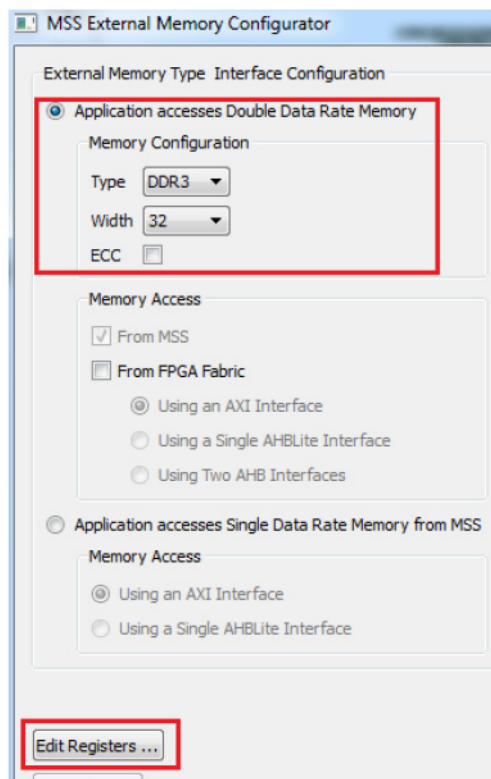 MSS External Memory Configurator
External Memory Type Interface Configuration
Application accesses Double Data Rate Memory
Memory Configuration
Type DDR3
Width 32
ECC
Memory Access
From MSS
From FPGA Fabric
Using an AXI Interface
Using a Single AHBLite Interface
Using Two AHB Interfaces
Application accesses Single Data Rate Memory from MSS
Memory Access
Using an AXI Interface
Using a Single AHBLite Interface
Edit Registers ...